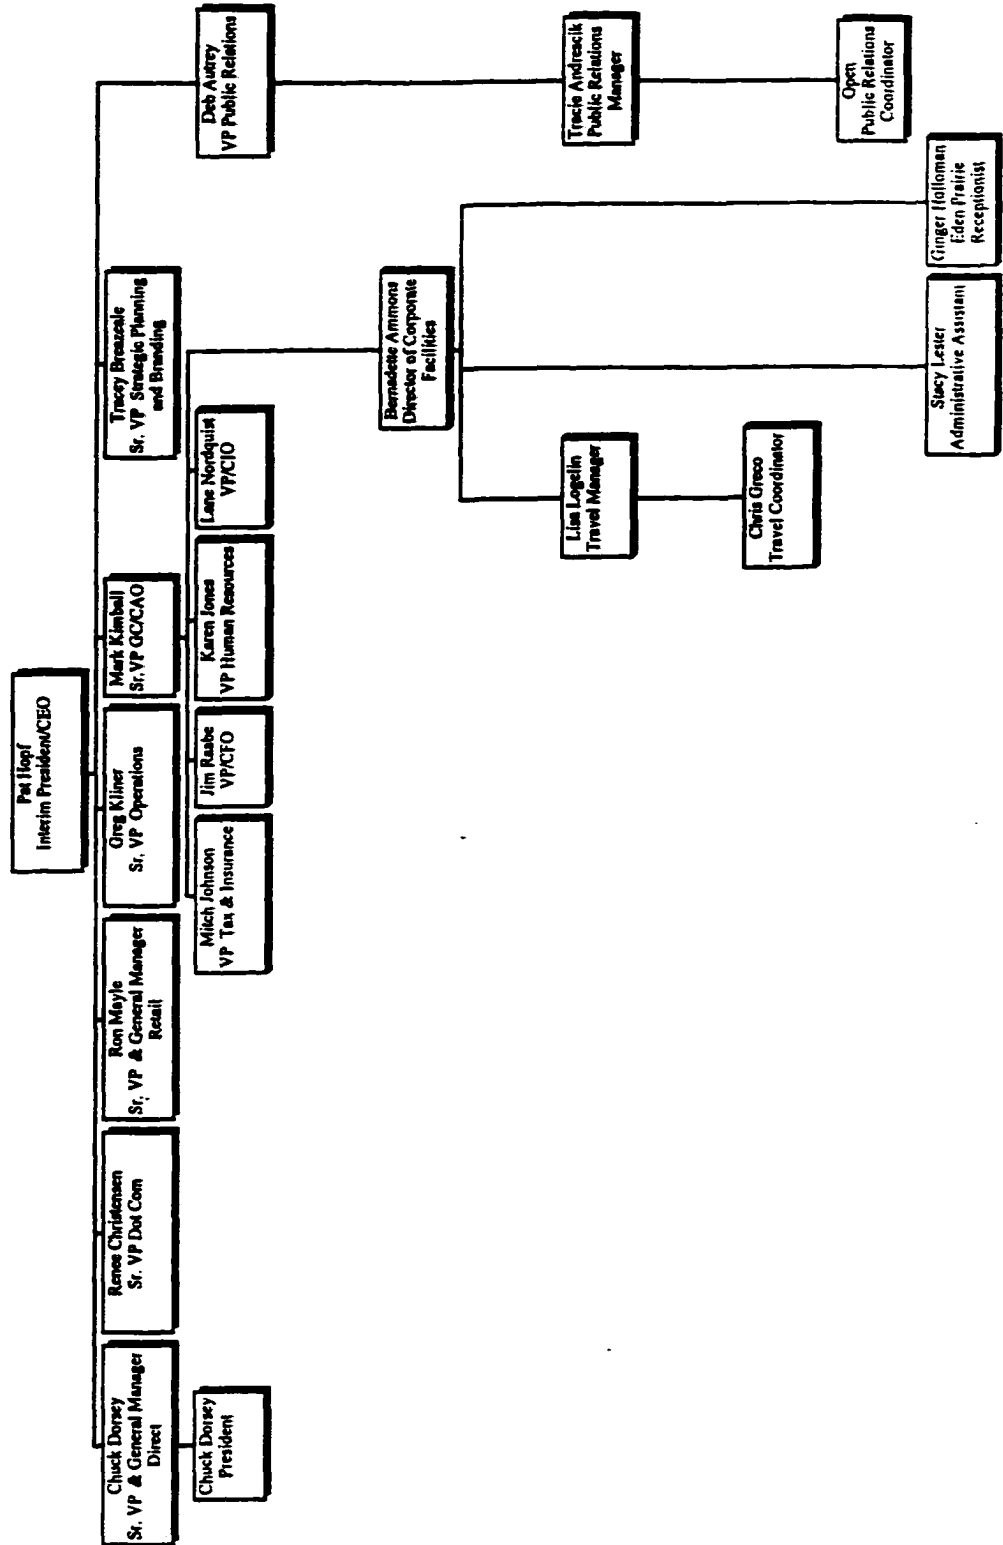 Pat Hopf
Interim President/CEO
Chuck Dorsey
Sr. VP & General Manager
Direct
Renee Christensen
Sr. VP Dot Com
Ron Mayle
Sr. VP & General Manager
Retail
Greg Kliner
Sr. VP Operations
Mark Kimball
Sr. VP GC/CAO
Tracey Breazeale
Sr. VP Strategic Planning
and Branding
Deb Autrey
VP Public Relations
Chuck Dorsey
President
Mitch Johnson
VP Tax & Insurance
Jim Raabe
VP/CFO
Karen Jones
VP Human Resources
Lane Nordquist
VP/CIO
Bernadette Ammons
Director of Corporate
Facilities
Lisa Logelin
Travel Manager
Tracie Andreacik
Public Relations
Manager
Chris Greco
Travel Coordinator
Open
Public Relations
Coordinator
Stacy Lester
Administrative Assistant
Ginger Holloman
Eden Prairie
Receptionist